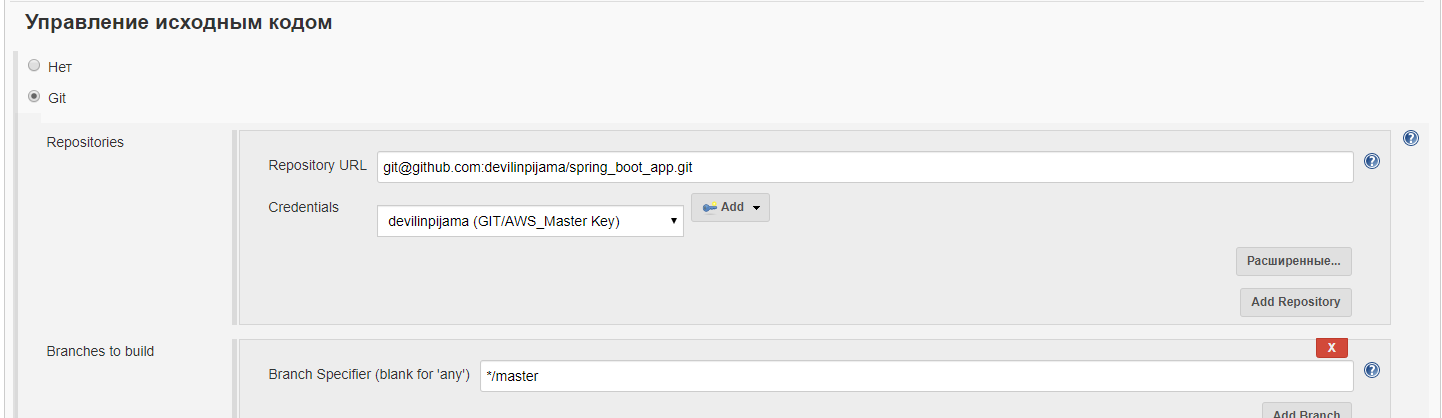 Управление исходным кодом
Нет
Git
Repositories
Repository URL git@github.com:devilinpijama/spring_boot_app.git
Credentials devilinpijama (GIT/AWS_Master Key) Add
Расширенные...
Add Repository
Branches to build
X
Branch Specifier (blank for 'any') */master
Add Branch